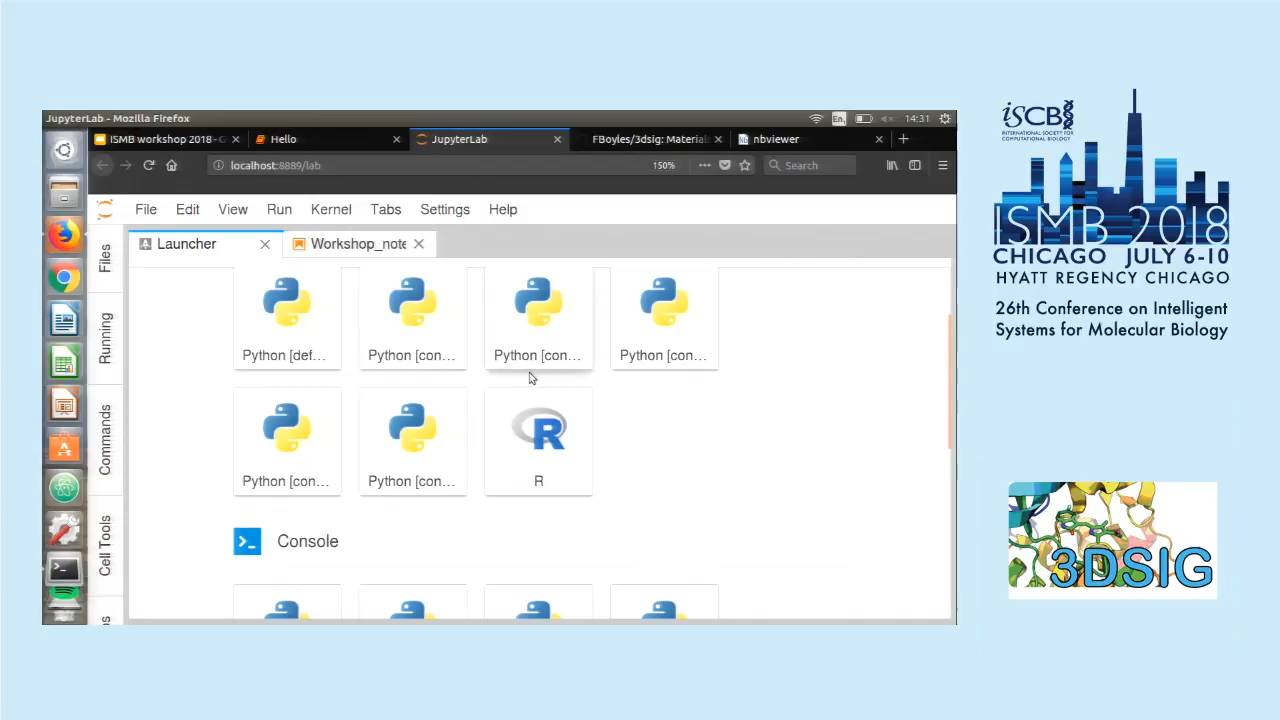 JupyterLab - Mozilla Firefox
En
14:31
ISMB workshop 2018 - G
Hello
JupyterLab
FBoyles/3dsig: Material
nbviewer
localhost:8889/lab
150%
Search
File Edit View Run Kernel Tabs Settings Help
Launcher
Workshop_note
Files
Running
Commands
Cell Tools
Python [def...
Python [con...
Python [con...
Python [con...
Python [con...
Python [con...
R
R
>_ Console
iSCB
INTERNATIONAL SOCIETY FOR
COMPUTATIONAL BIOLOGY
ISMB 2018
CHICAGO JULY 6-10
HYATT REGENCY CHICAGO
26th Conference on Intelligent
Systems for Molecular Biology
3DSIG